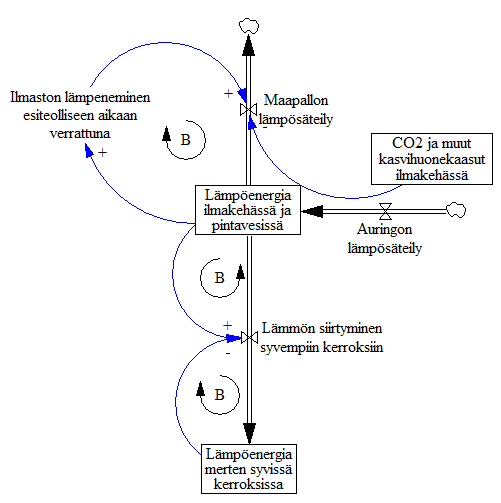 Ilmaston lämpeneminen
esiteolliseen aikaan
verrattuna
+
+
B
Maapallon
lämpösäteily
-
CO2 ja muut
kasvihuonekaasut
ilmakehässä
Lämpöenergia
ilmakehässä ja
pintavesissä
Auringon
lämpösäteily
B
+
-
Lämmön siirtyminen
syvempiin kerroksiin
B
Lämpöenergia
merten syvissä
kerroksissa